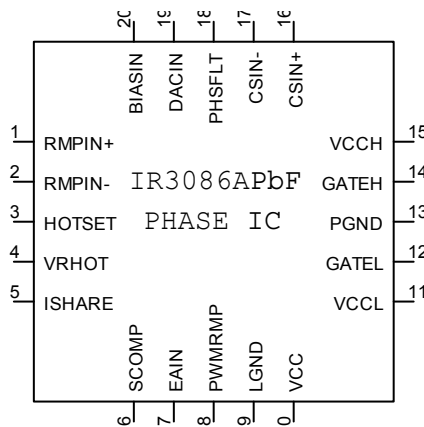 20 19 18 17 16
BIASIN DACIN PHSFLT CSIN- CSIN+
1 RMPIN+ VCCH 15
2 RMPIN- IR3086APbF GATEH 14
3 HOTSET PHASE IC PGND 13
4 VRHOT GATEL 12
5 ISHARE VCCL 11
SCOMP EAIN PWMRMP LGND VCC
6 7 8 9 0